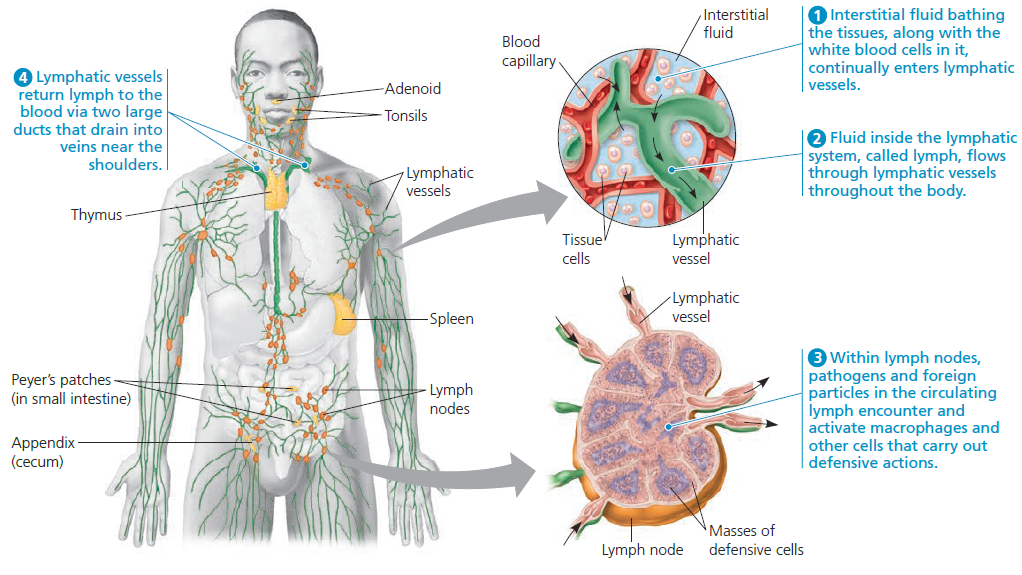 4 Lymphatic vessels
return lymph to the
blood via two large
ducts that drain into
veins near the
shoulders.
Adenoid
Tonsils
Lymphatic
vessels
Thymus
Spleen
Peyer's patches
(in small intestine)
Lymph
nodes
Appendix
(cecum)
Interstitial
fluid
Blood
capillary
Tissue
cells
Lymphatic
vessel
1 Interstitial fluid bathing
the tissues, along with the
white blood cells in it,
continually enters lymphatic
vessels.
2 Fluid inside the lymphatic
system, called lymph, flows
through lymphatic vessels
throughout the body.
Lymphatic
vessel
3 Within lymph nodes,
pathogens and foreign
particles in the circulating
lymph encounter and
activate macrophages and
other cells that carry out
defensive actions.
Lymph node
Masses of
defensive cells